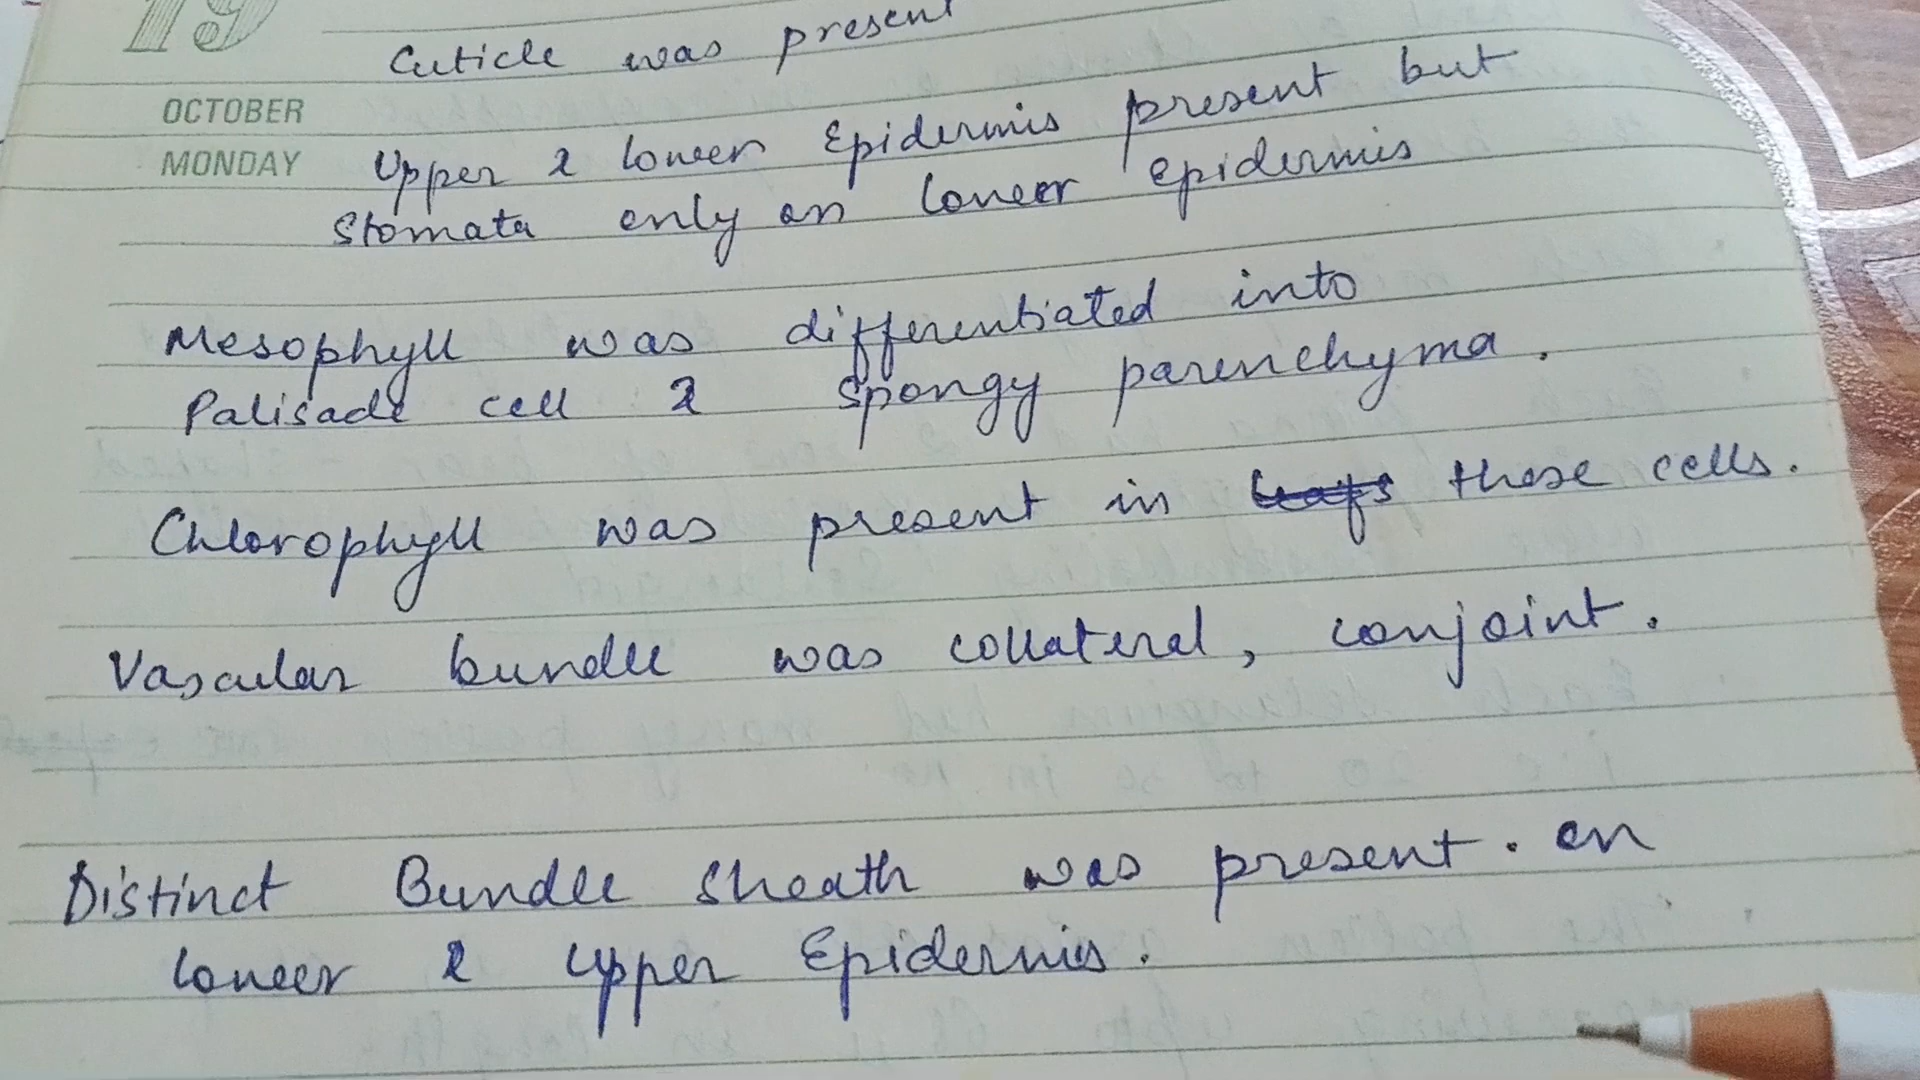 19
Cuticle was present
OCTOBER
MONDAY
Upper & lower Epidermis present but
Stomata only on lower epidermis
Mesophyll was differentiated into
Palisade cell & spongy parenchyma.
Chlorophyll was present in leafs these cells.
Vascular bundle was collateral, conjoint.
Distinct Bundle sheath was present. on
lower & upper Epidermis.